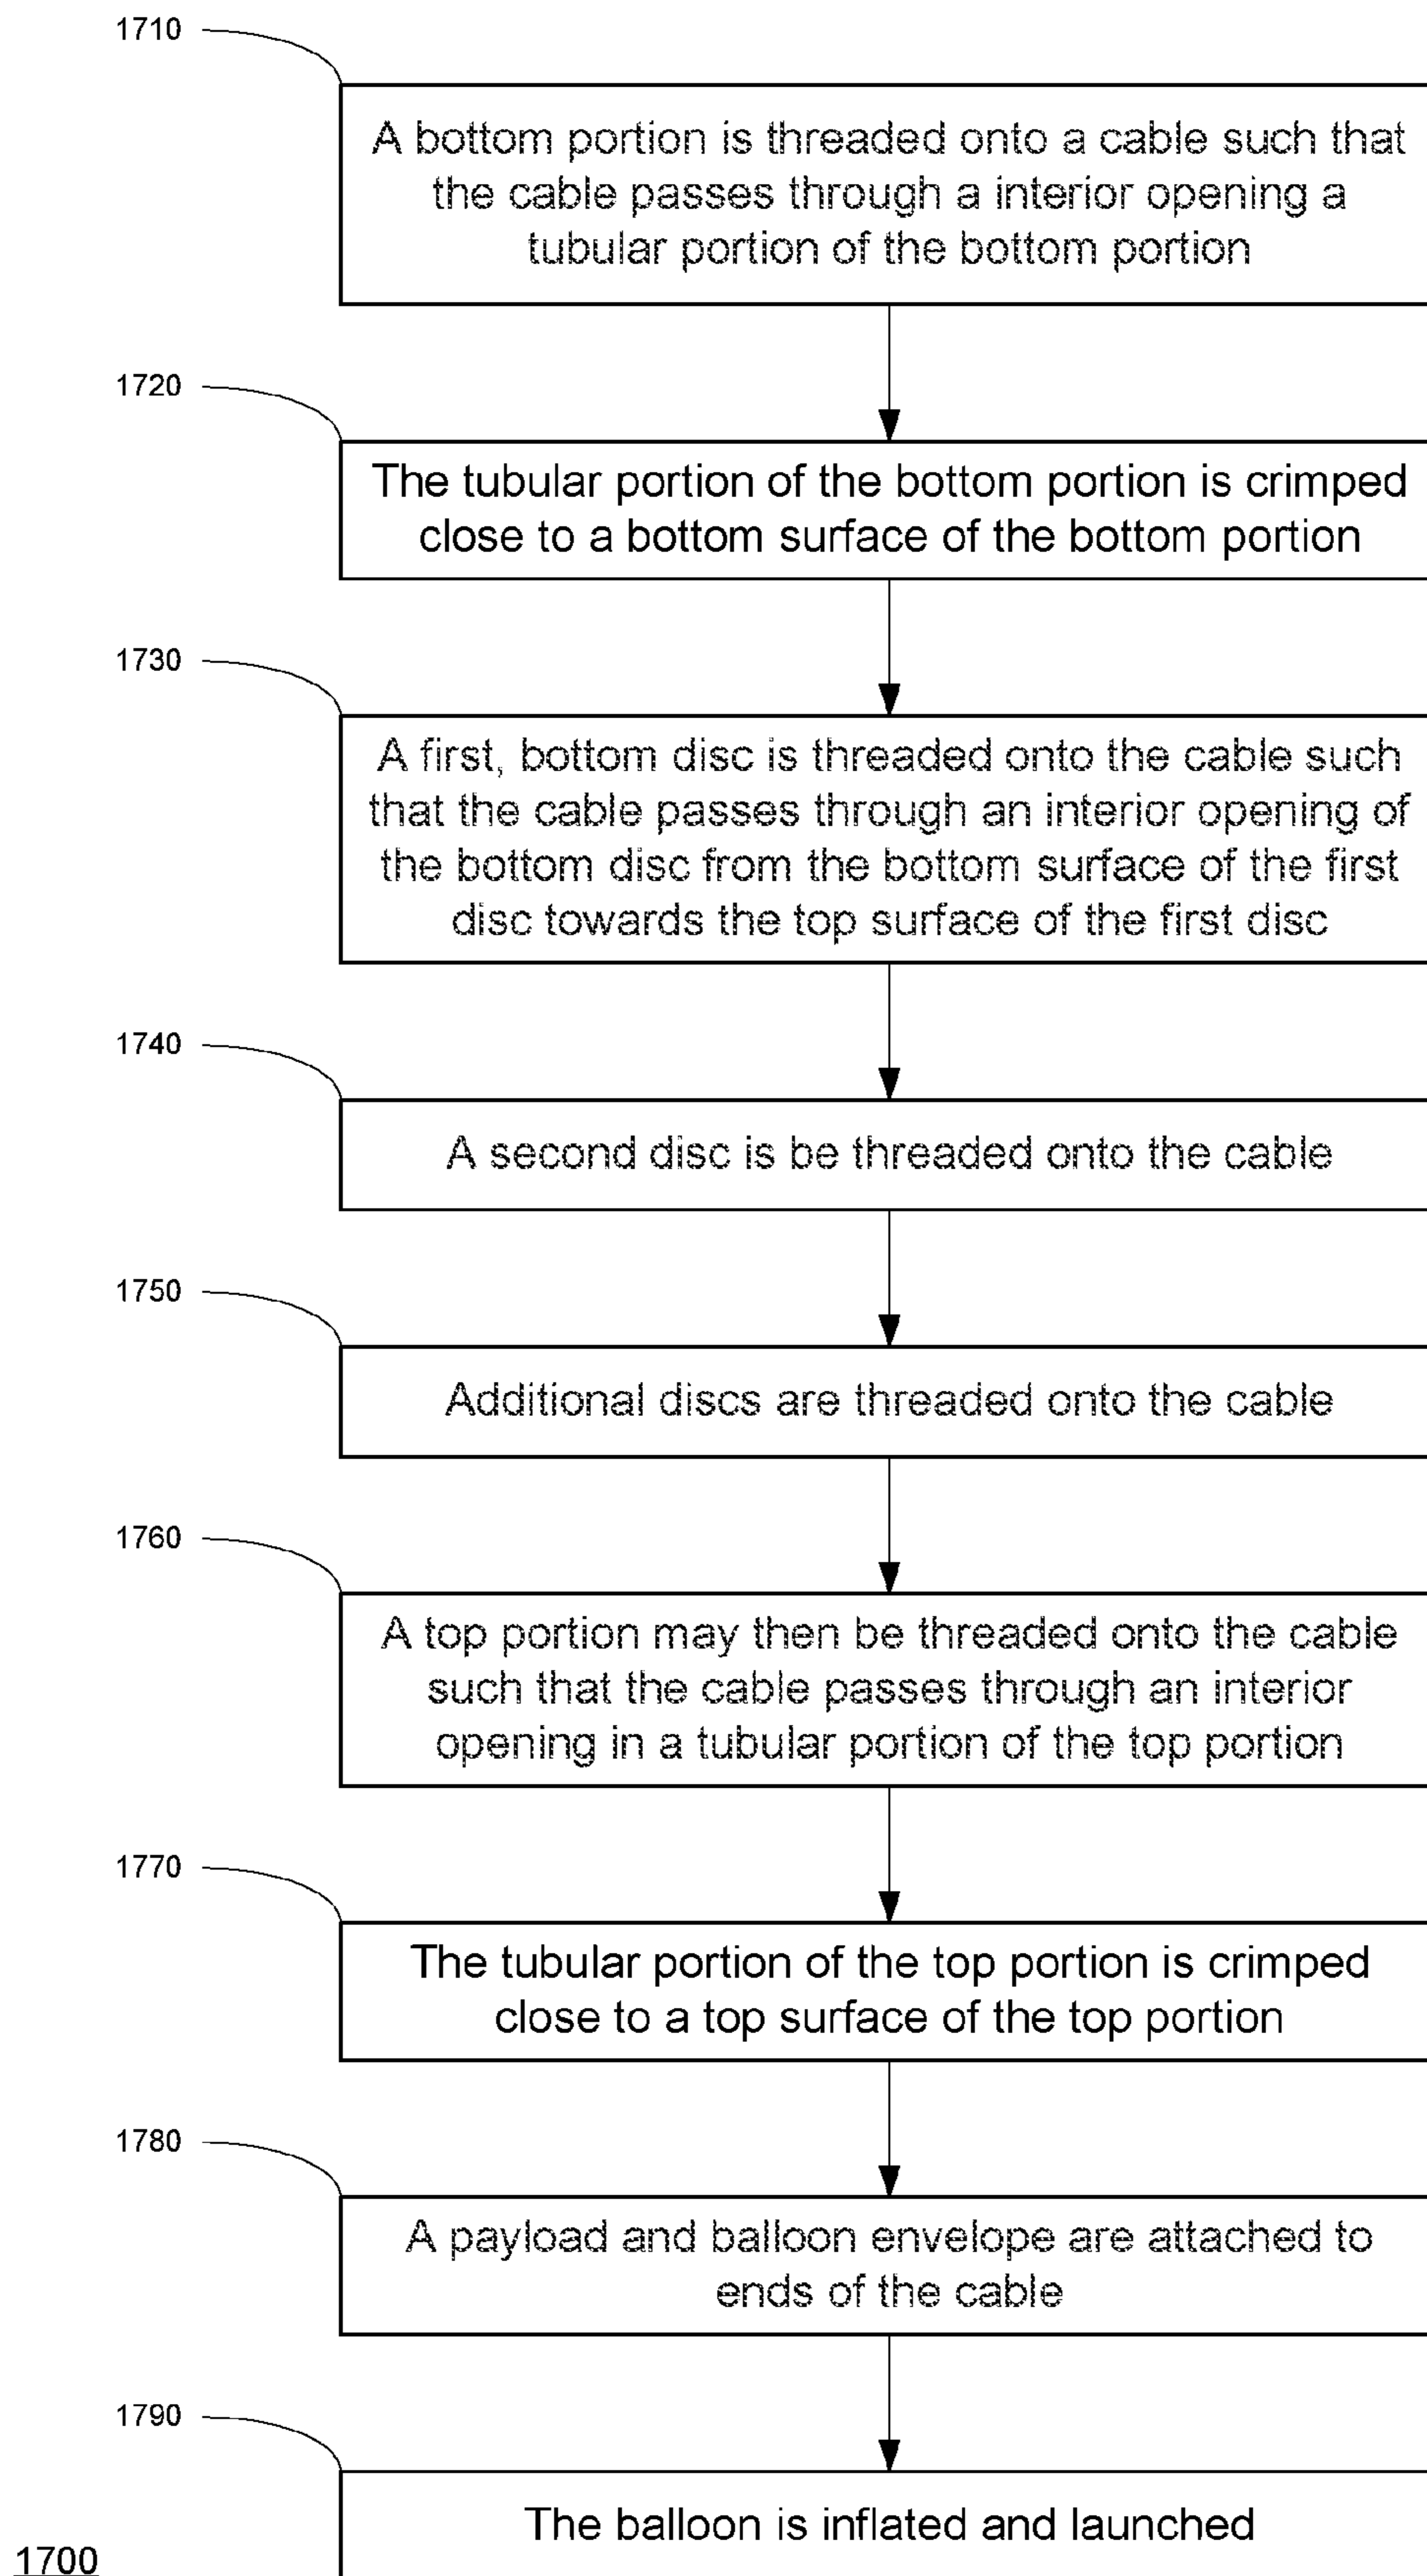 1710
A bottom portion is threaded onto a cable such that
the cable passes through a interior opening a
tubular portion of the bottom portion
1720
The tubular portion of the bottom portion is crimped
close to a bottom surface of the bottom portion
1730
A first, bottom disc is threaded onto the cable such
that the cable passes through an interior opening of
the bottom disc from the bottom surface of the first
disc towards the top surface of the first disc
1740
A second disc is be threaded onto the cable
1750
Additional discs are threaded onto the cable
1760
A top portion may then be threaded onto the cable
such that the cable passes through an interior
opening in a tubular portion of the top portion
1770
The tubular portion of the top portion is crimped
close to a top surface of the top portion
1780
A payload and balloon envelope are attached to
ends of the cable
1790
The balloon is inflated and launched
1700